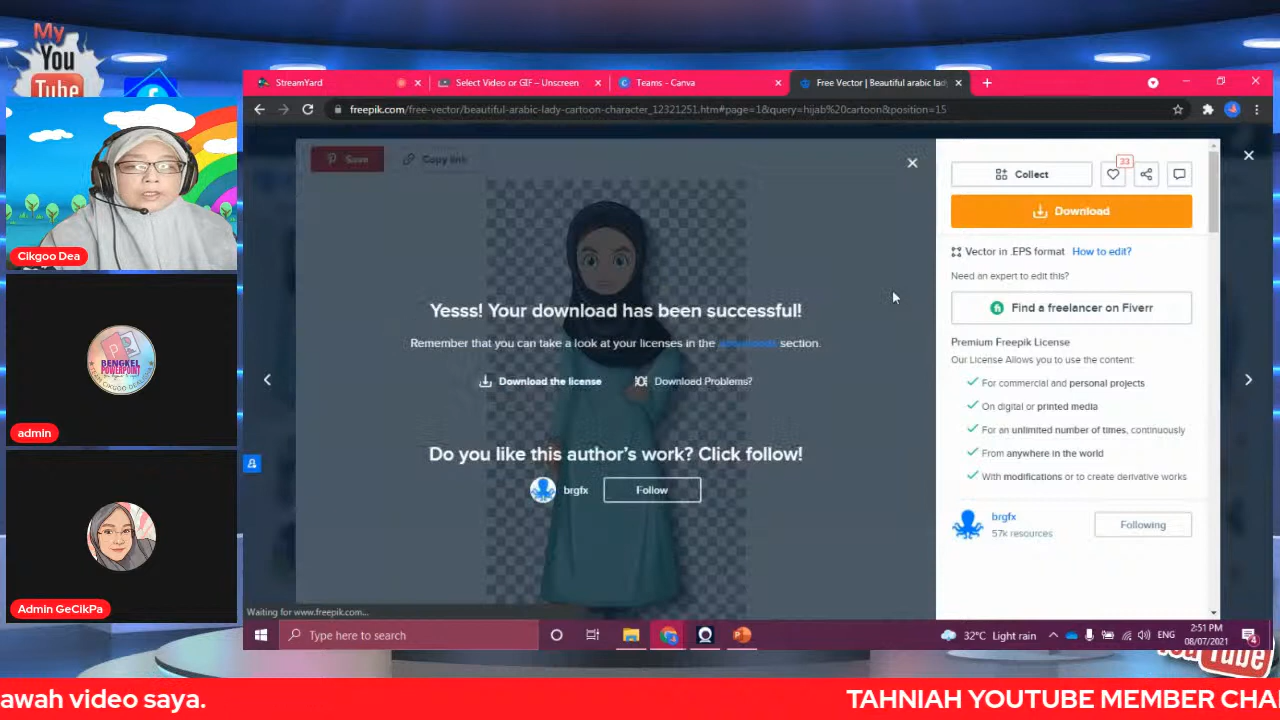 My
You
Tube
StreamYard
Select Video or GIF – Unscreen
Teams - Canva
Free Vector | Beautiful arabic lad
freepik.com/free-vector/beautiful-arabic-lady-cartoon-character_12321251.htm#page=1&query=hijab%20cartoon&position=15
Save
Copy link
33
Collect
Download
Vector in .EPS format How to edit?
Need an expert to edit this?
Find a freelancer on Fiverr
Premium Freepik License
Our License Allows you to use the content:
For commercial and personal projects
On digital or printed media
For an unlimited number of times, continuously
From anywhere in the world
With modifications or to create derivative works
brgfx
57k resources
Following
Yesss! Your download has been successful!
Remember that you can take a look at your licenses in the downloads section.
Download the license
Download Problems?
Do you like this author's work? Click follow!
brgfx
Follow
Cikgoo Dea
BENGKEL
POWERPOINT
admin
Admin GeCikPa
Waiting for www.freepik.com...
Type here to search
32°C Light rain
ENG
2:51 PM
08/07/2021
4
awah video saya.
TAHNIAH YOUTUBE MEMBER CHA